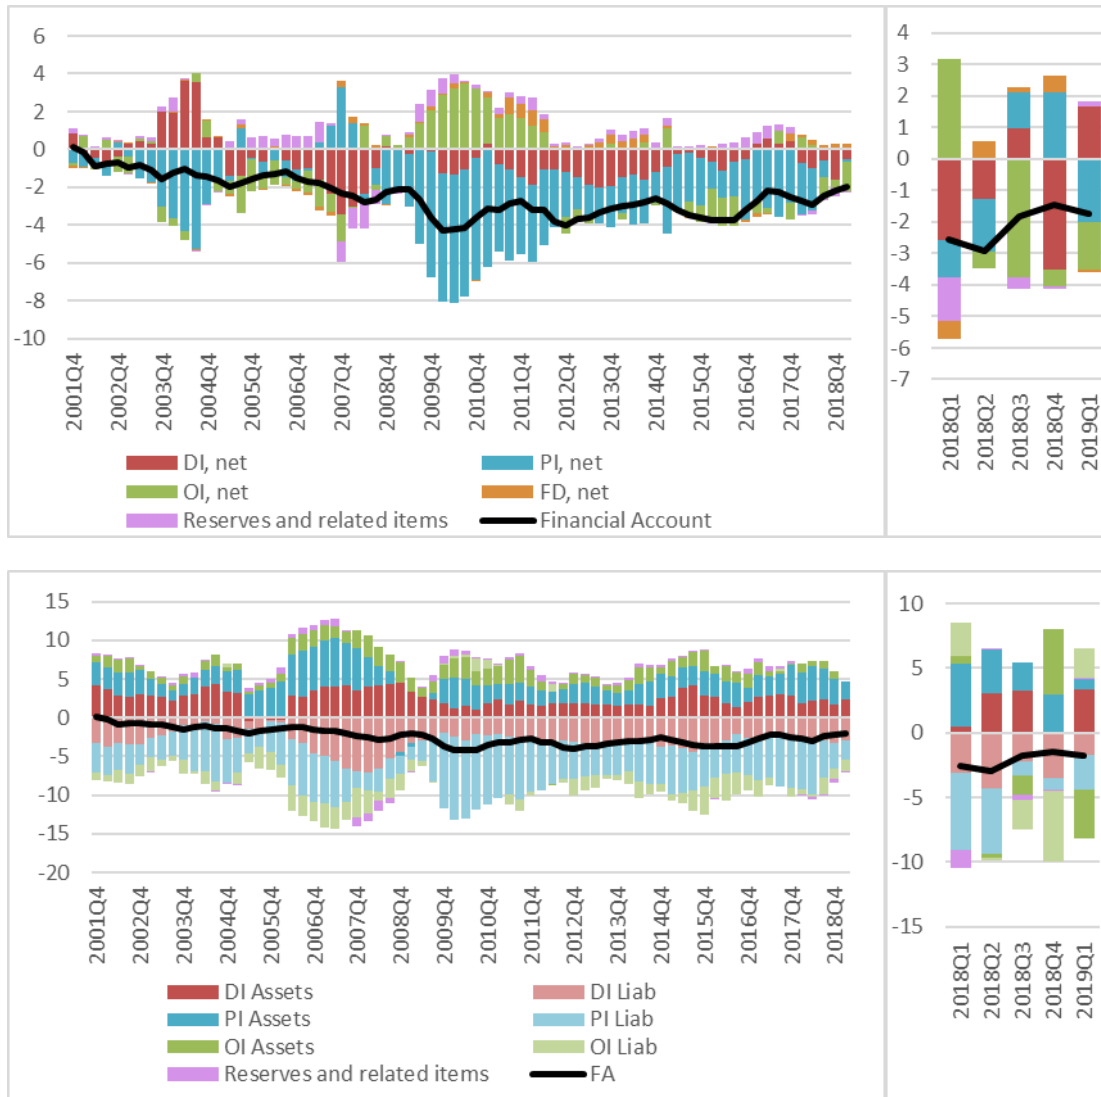 6
4
2
0
-2
-4
-6
-8
-10
2001Q4
2002Q4
2003Q4
2004Q4
2005Q4
2006Q4
2007Q4
2008Q4
2009Q4
2010Q4
2011Q4
2012Q4
2013Q4
2014Q4
2015Q4
2016Q4
2017Q4
2018Q4
DI, net
PI, net
OI, net
FD, net
Reserves and related items
Financial Account
4
3
2
1
0
-1
-2
-3
-4
-5
-6
-7
2018Q1
2018Q2
2018Q3
2018Q4
2019Q1
15
10
5
0
-5
-10
-15
-20
2001Q4
2002Q4
2003Q4
2004Q4
2005Q4
2006Q4
2007Q4
2008Q4
2009Q4
2010Q4
2011Q4
2012Q4
2013Q4
2014Q4
2015Q4
2016Q4
2017Q4
2018Q4
DI Assets
DI Liab
PI Assets
PI Liab
OI Assets
OI Liab
Reserves and related items
FA
10
5
0
-5
-10
-15
2018Q1
2018Q2
2018Q3
2018Q4
2019Q1